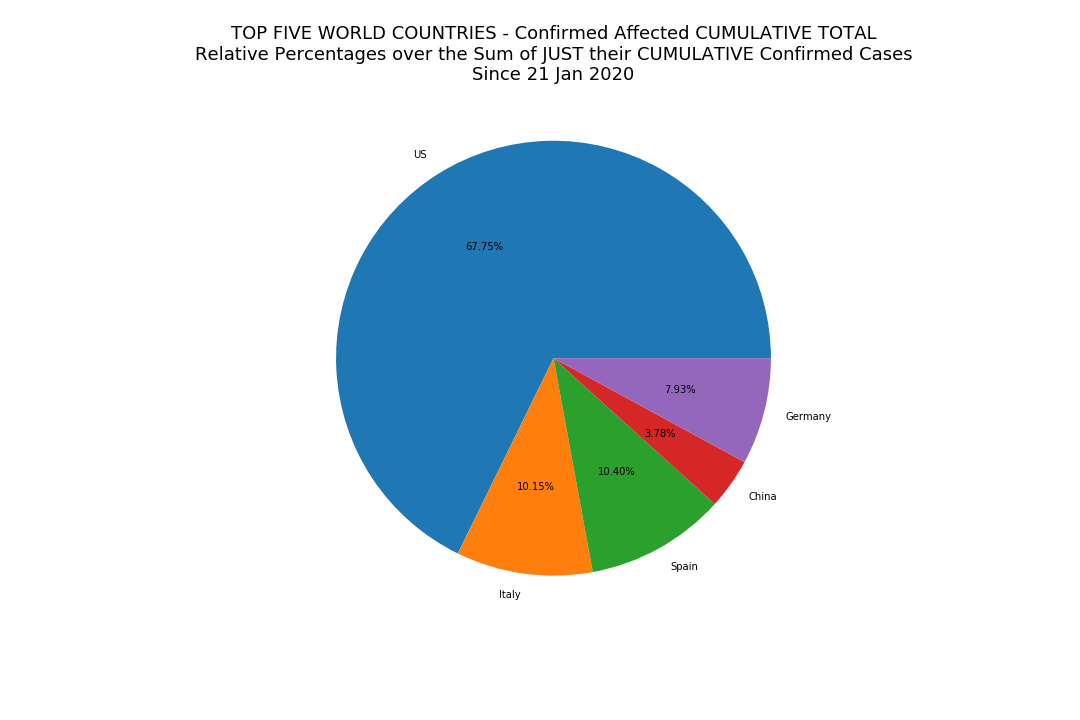 TOP FIVE WORLD COUNTRIES - Confirmed Affected CUMULATIVE TOTAL
Relative Percentages over the Sum of JUST their CUMULATIVE Confirmed Cases
Since 21 Jan 2020
US
67.75%
7.93%
Germany
3.78%
10.40%
10.15%
China
Spain
Italy